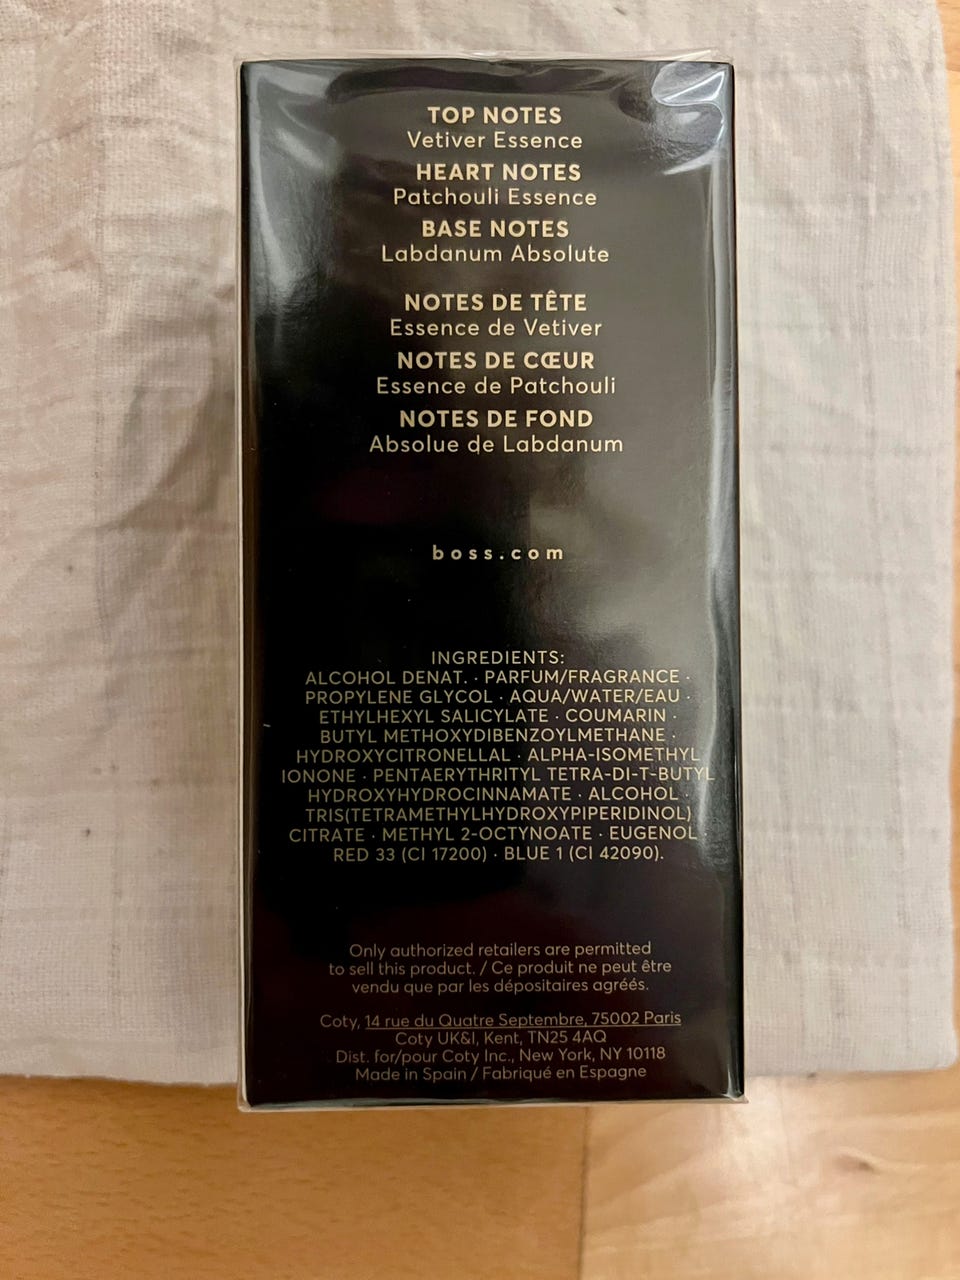 TOP NOTES
Vetiver Essence
HEART NOTES
Patchouli Essence
BASE NOTES
Labdanum Absolute
NOTES DE TÊTE
Essence de Vetiver
NOTES DE CŒUR
Essence de Patchouli
NOTES DE FOND
Absolue de Labdanum
boss.com
INGREDIENTS:
ALCOHOL DENAT. · PARFUM/FRAGRANCE ·
PROPYLENE GLYCOL · AQUA/WATER/EAU ·
ETHYLHEXYL SALICYLATE · COUMARIN ·
BUTYL METHOXYDIBENZOYLMETHANE ·
HYDROXYCITRONELLAL · ALPHA-ISOMETHYL
IONONE · PENTAERYTHRITYL TETRA-DI-T-BUTYL
HYDROXYHYDROCINNAMATE · ALCOHOL ·
TRIS(TETRAMETHYLHYDROXYPIPERIDINOL)
CITRATE · METHYL 2-OCTYNOATE · EUGENOL ·
RED 33 (CI 17200) · BLUE 1 (CI 42090).
Only authorized retailers are permitted
to sell this product. / Ce produit ne peut être
vendu que par les dépositaires agréés.
Coty, 14 rue du Quatre Septembre, 75002 Paris
Coty UK&I, Kent, TN25 4AQ
Dist. for/pour Coty Inc., New York, NY 10118
Made in Spain / Fabriqué en Espagne